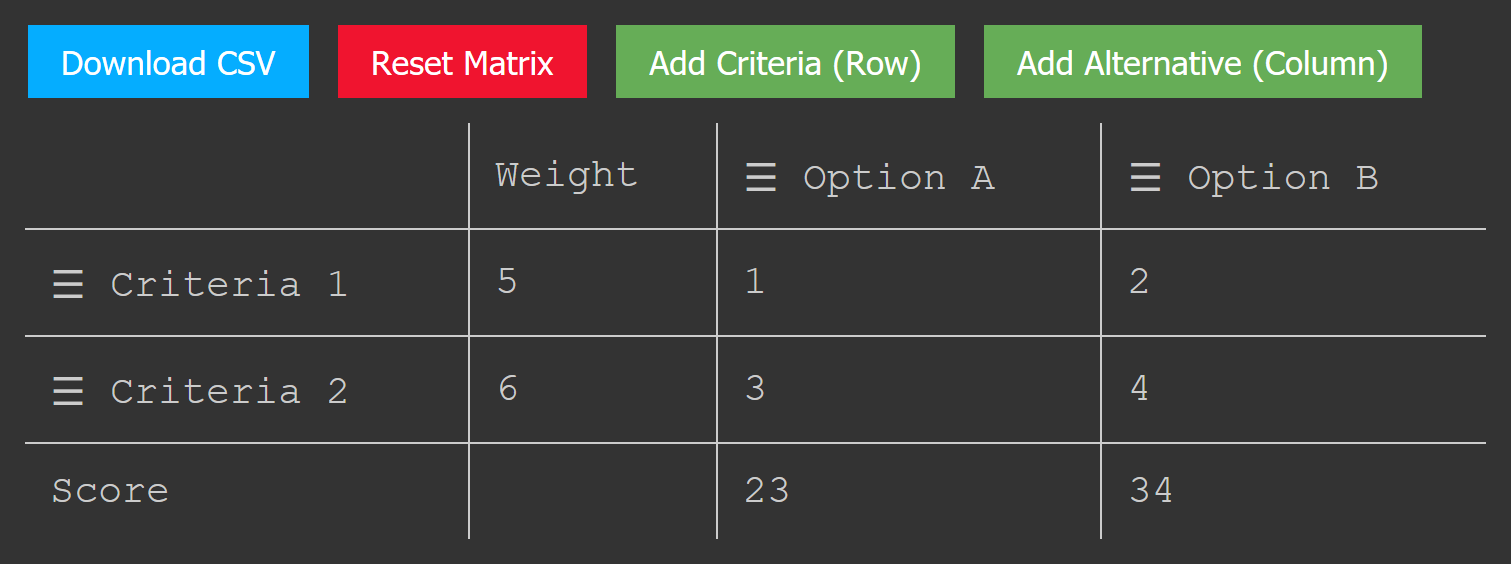 Download CSV Reset Matrix Add Criteria (Row) Add Alternative (Column)
Weight ☰ Option A ☰ Option B
☰ Criteria 1 5 1 2
☰ Criteria 2 6 3 4
Score 23 34